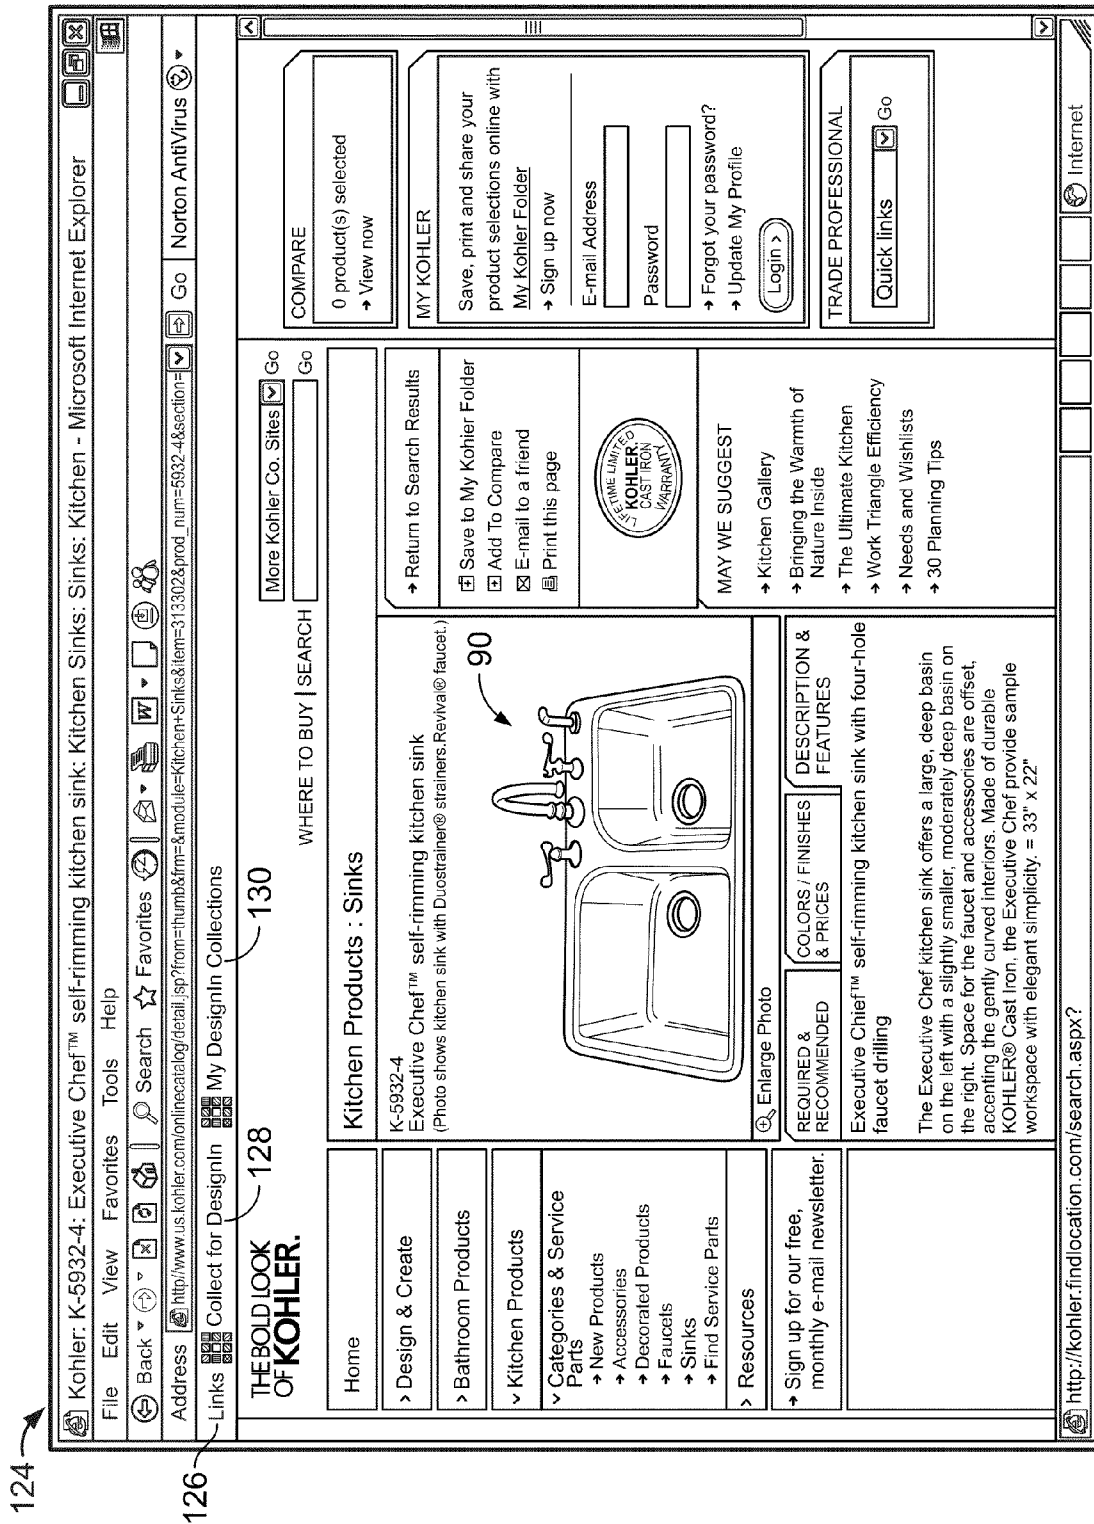 124
Kohler: K-5932-4: Executive Chef™ self-rimming kitchen sink: Kitchen Sinks: Sinks: Kitchen - Microsoft Internet Explorer
File Edit View Favorites Tools Help
Back Search Favorites W
Address http//www.us.kohler.com/onlinecatalog/detail.jsp?from=thumb&frm=&module=Kitchen+Sinks&item=313302&prod_num=5932-4&section= Go Norton AntiVirus
126
Links Collect for DesignIn My DesignIn Collections
128
130
THE BOLD LOOK
OF KOHLER.
More Kohler Co. Sites Go
WHERE TO BUY | SEARCH Go
Home
> Design & Create
> Bathroom Products
Kitchen Products
Categories & Service
Parts
New Products
Accessories
Decorated Products
Faucets
Sinks
Find Service Parts
> Resources
Sign up for our free,
monthly e-mail newsletter.
Kitchen Products : Sinks
K-5932-4
Executive Chef™ self-rimming kitchen sink
(Photo shows kitchen sink with Duostrainer® strainers.Revival® faucet.)
90
Enlarge Photo
REQUIRED &
RECOMMENDED
COLORS / FINISHES
& PRICES
DESCRIPTION &
FEATURES
Executive Chief™ self-rimming kitchen sink with four-hole
faucet drilling
The Executive Chef kitchen sink offers a large, deep basin
on the left with a slightly smaller, moderately deep basin on
the right. Space for the faucet and accessories are offset,
accenting the gently curved interiors. Made of durable
KOHLER® Cast Iron, the Executive Chef provide sample
workspace with elegant simplicity. = 33" x 22"
Return to Search Results
Save to My Kohier Folder
Add To Compare
E-mail to a friend
Print this page
LIFETIME LIMITED
KOHLER.
CAST IRON
WARRANTY
MAY WE SUGGEST
Kitchen Gallery
Bringing the Warmth of
Nature Inside
The Ultimate Kitchen
Work Triangle Efficiency
Needs and Wishlists
30 Planning Tips
COMPARE
0 product(s) selected
View now
MY KOHLER
Save, print and share your
product selections online with
My Kohler Folder
Sign up now
E-mail Address
Password
Forgot your password?
Update My Profile
Login >
TRADE PROFESSIONAL
Quick links Go
http://kohler.findlocation.com/search.aspx? Internet